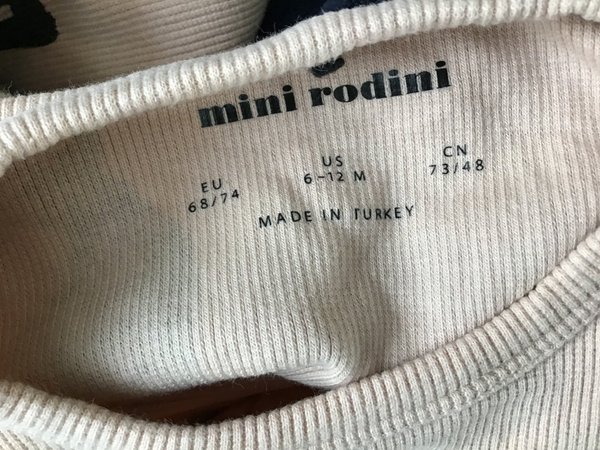 mini rodini
EU US CN
68/74 6-12 M 73/48
MADE IN TURKEY